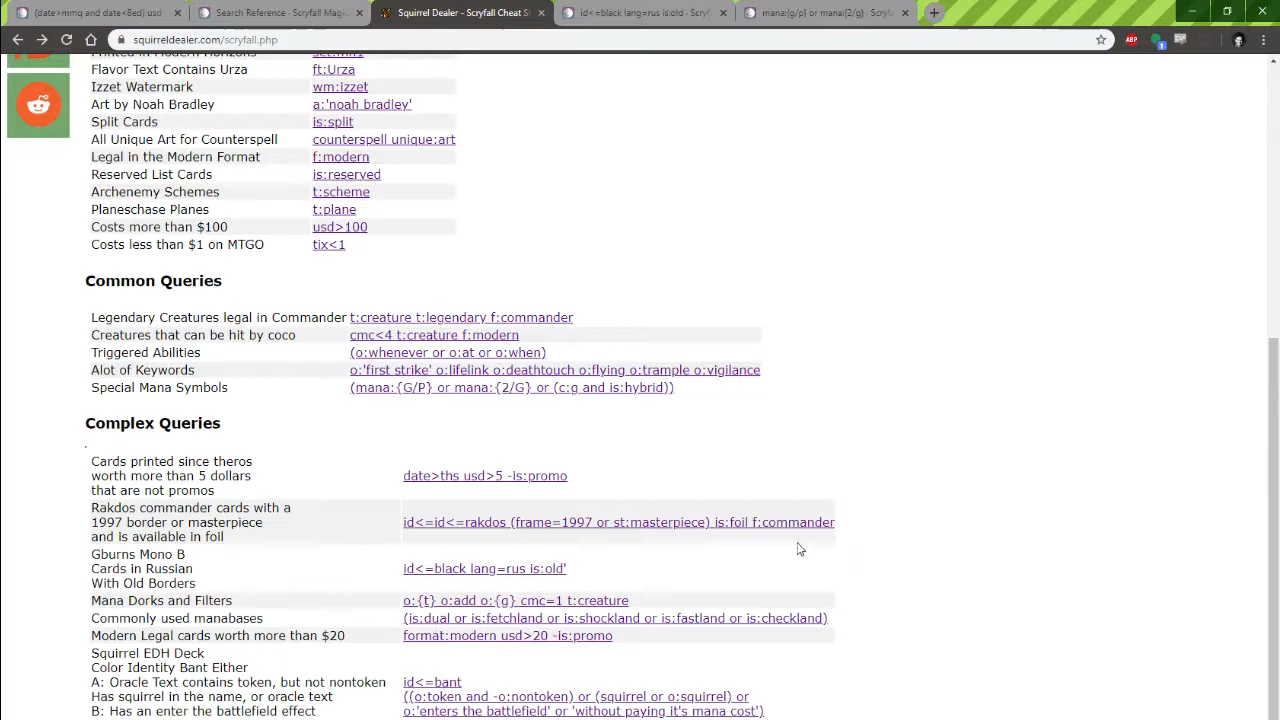 (date>mmq and date<8ed) usd
Search Reference - Scryfall Magic
Squirrel Dealer - Scryfall Cheat S
id<=black lang=rus is:old - Scryfall
mana:{g/p} or mana:{2/g} - Scryfa
squirreldealer.com/scryfall.php
ABP
1
Flavor Text Contains Urza ft:Urza
Izzet Watermark wm:izzet
Art by Noah Bradley a:'noah bradley'
Split Cards is:split
All Unique Art for Counterspell counterspell unique:art
Legal in the Modern Format f:modern
Reserved List Cards is:reserved
Archenemy Schemes t:scheme
Planeschase Planes t:plane
Costs more than $100 usd>100
Costs less than $1 on MTGO tix<1
Common Queries
Legendary Creatures legal in Commander t:creature t:legendary f:commander
Creatures that can be hit by coco cmc<4 t:creature f:modern
Triggered Abilities (o:whenever or o:at or o:when)
Alot of Keywords o:'first strike' o:lifelink o:deathtouch o:flying o:trample o:vigilance
Special Mana Symbols (mana:{G/P} or mana:{2/G} or (c:g and is:hybrid))
Complex Queries
.
Cards printed since theros
worth more than 5 dollars date>ths usd>5 -is:promo
that are not promos
Rakdos commander cards with a
1997 border or masterpiece id<=id<=rakdos (frame=1997 or st:masterpiece) is:foil f:commander
and is available in foil
Gburns Mono B
Cards in Russian id<=black lang=rus is:old'
With Old Borders
Mana Dorks and Filters o:{t} o:add o:{g} cmc=1 t:creature
Commonly used manabases (is:dual or is:fetchland or is:shockland or is:fastland or is:checkland)
Modern Legal cards worth more than $20 format:modern usd>20 -is:promo
Squirrel EDH Deck
Color Identity Bant Either
A: Oracle Text contains token, but not nontoken id<=bant
Has squirrel in the name, or oracle text ((o:token and -o:nontoken) or (squirrel or o:squirrel) or
B: Has an enter the battlefield effect o:'enters the battlefield' or 'without paying it's mana cost')